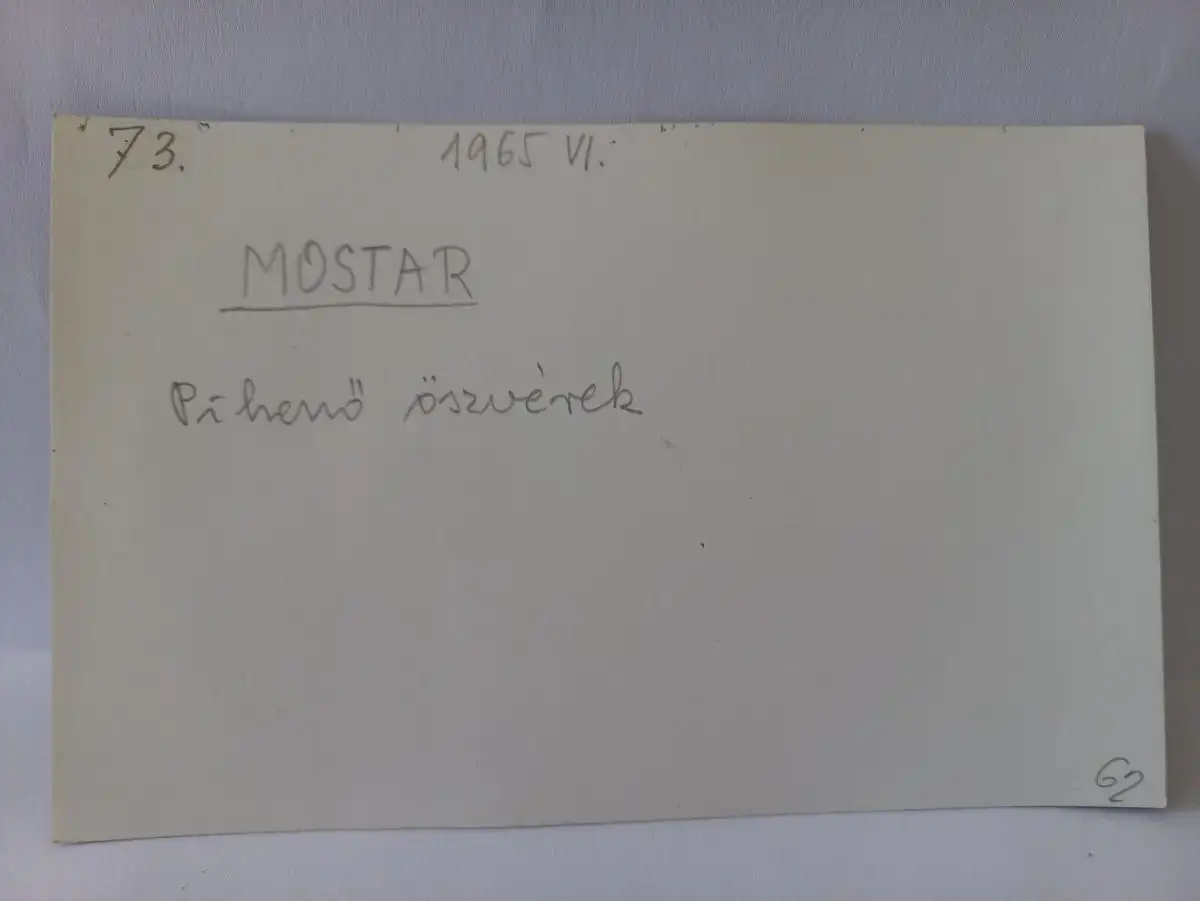 73. 1965 VI.
MOSTAR
Pihenő öszvérek
62